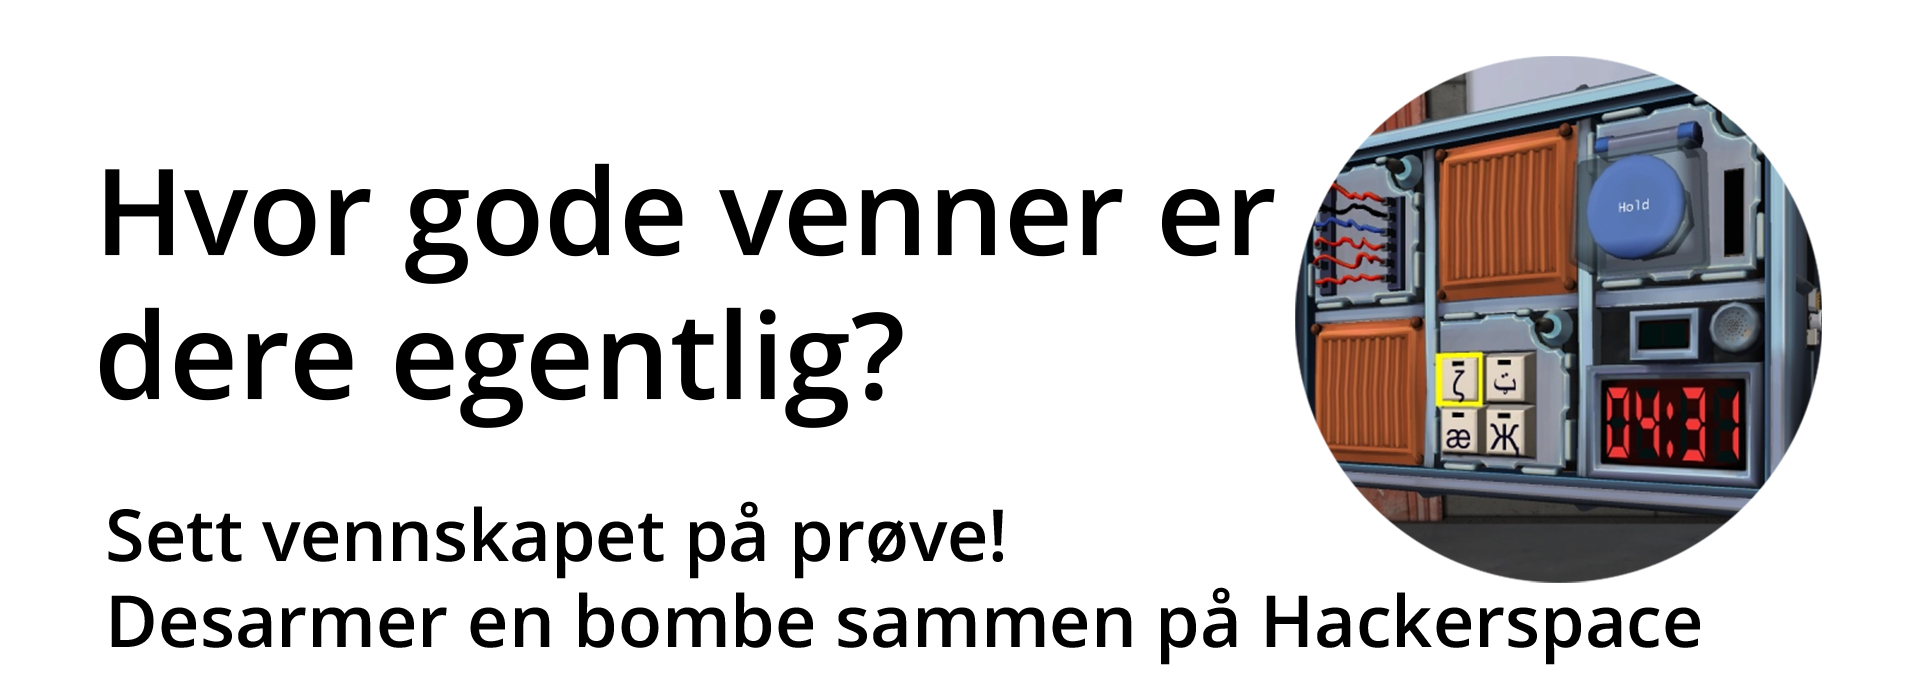 Hvor gode venner er
dere egentlig?
Sett vennskapet på prøve!
Desarmer en bombe sammen på Hackerspace
Hold
æ Җ
04:31